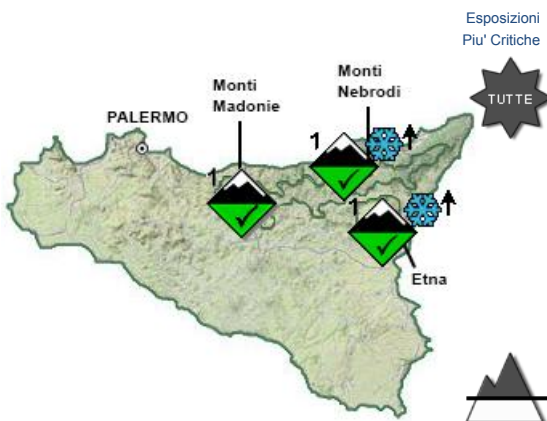 Esposizioni
Piu' Critiche
TUTTE
Monti
Nebrodi
Monti
Madonie
PALERMO
1
1
1
Etna